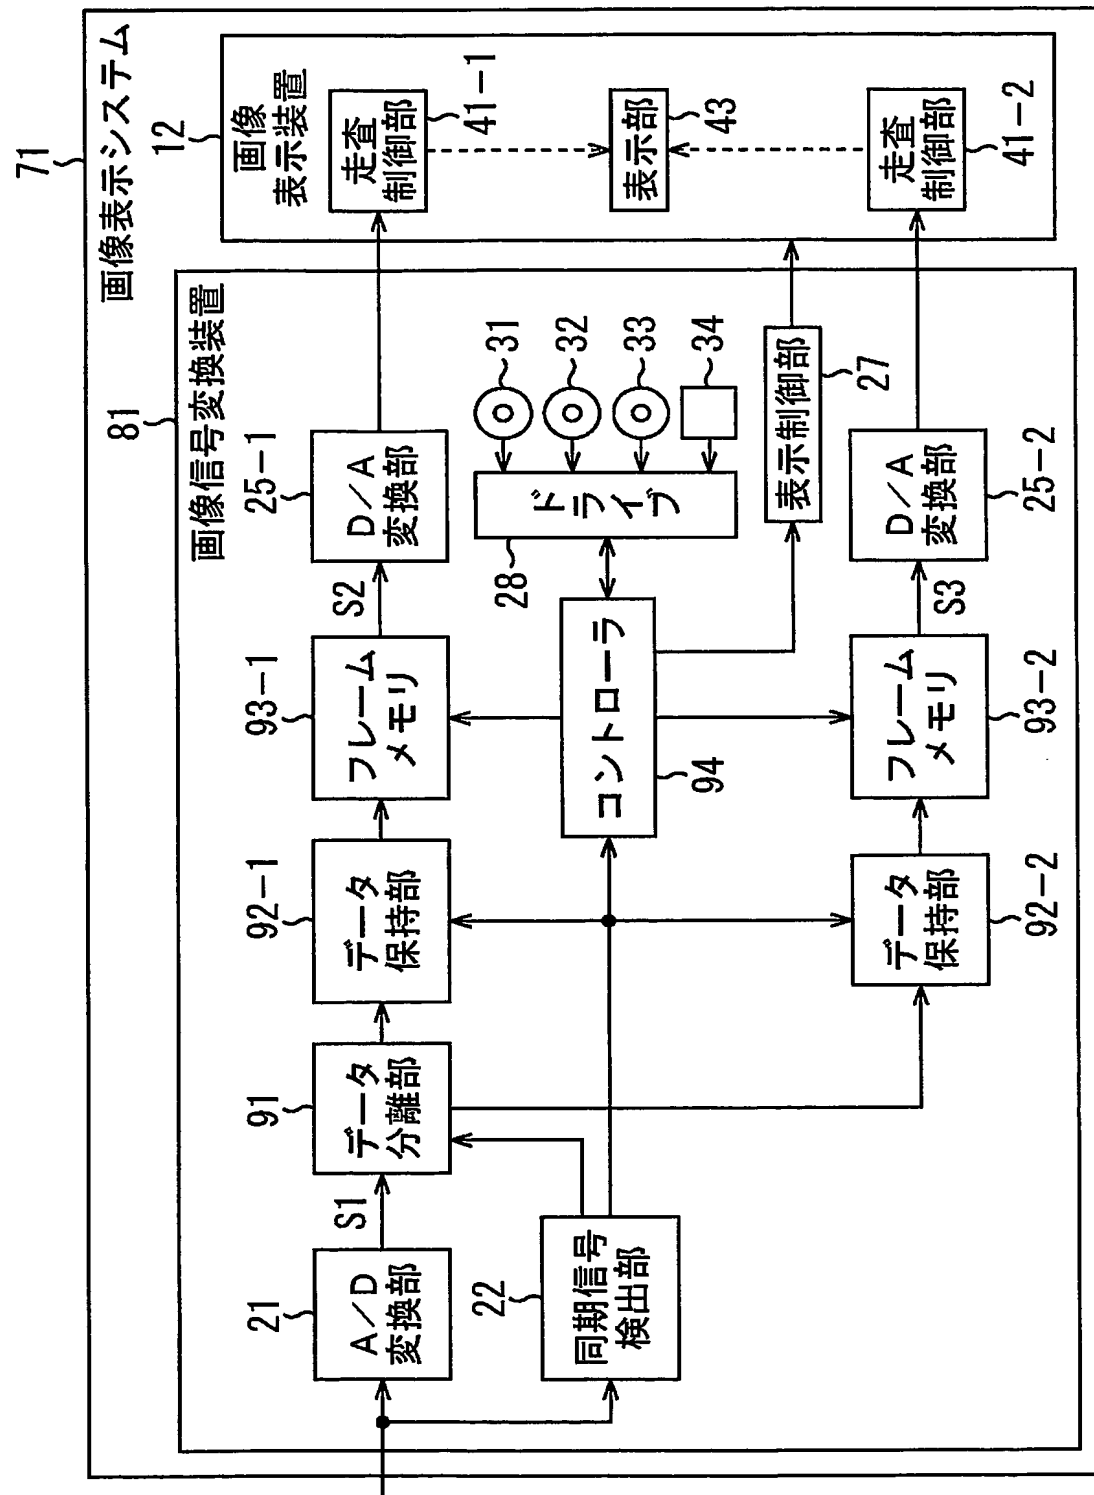 71
画像表示システム
81
画像信号変換装置
12
画像
表示装置
21
A/D
変換部
S1
91
データ
分離部
92-1
データ
保持部
93-1
フレーム
メモリ
S2
25-1
D/A
変換部
走査
制御部
41-1
22
同期信号
検出部
コントローラ
94
28
ドライブ
31
32
33
34
表示制御部
27
表示部
43
データ
保持部
92-2
フレーム
メモリ
93-2
S3
D/A
変換部
25-2
走査
制御部
41-2